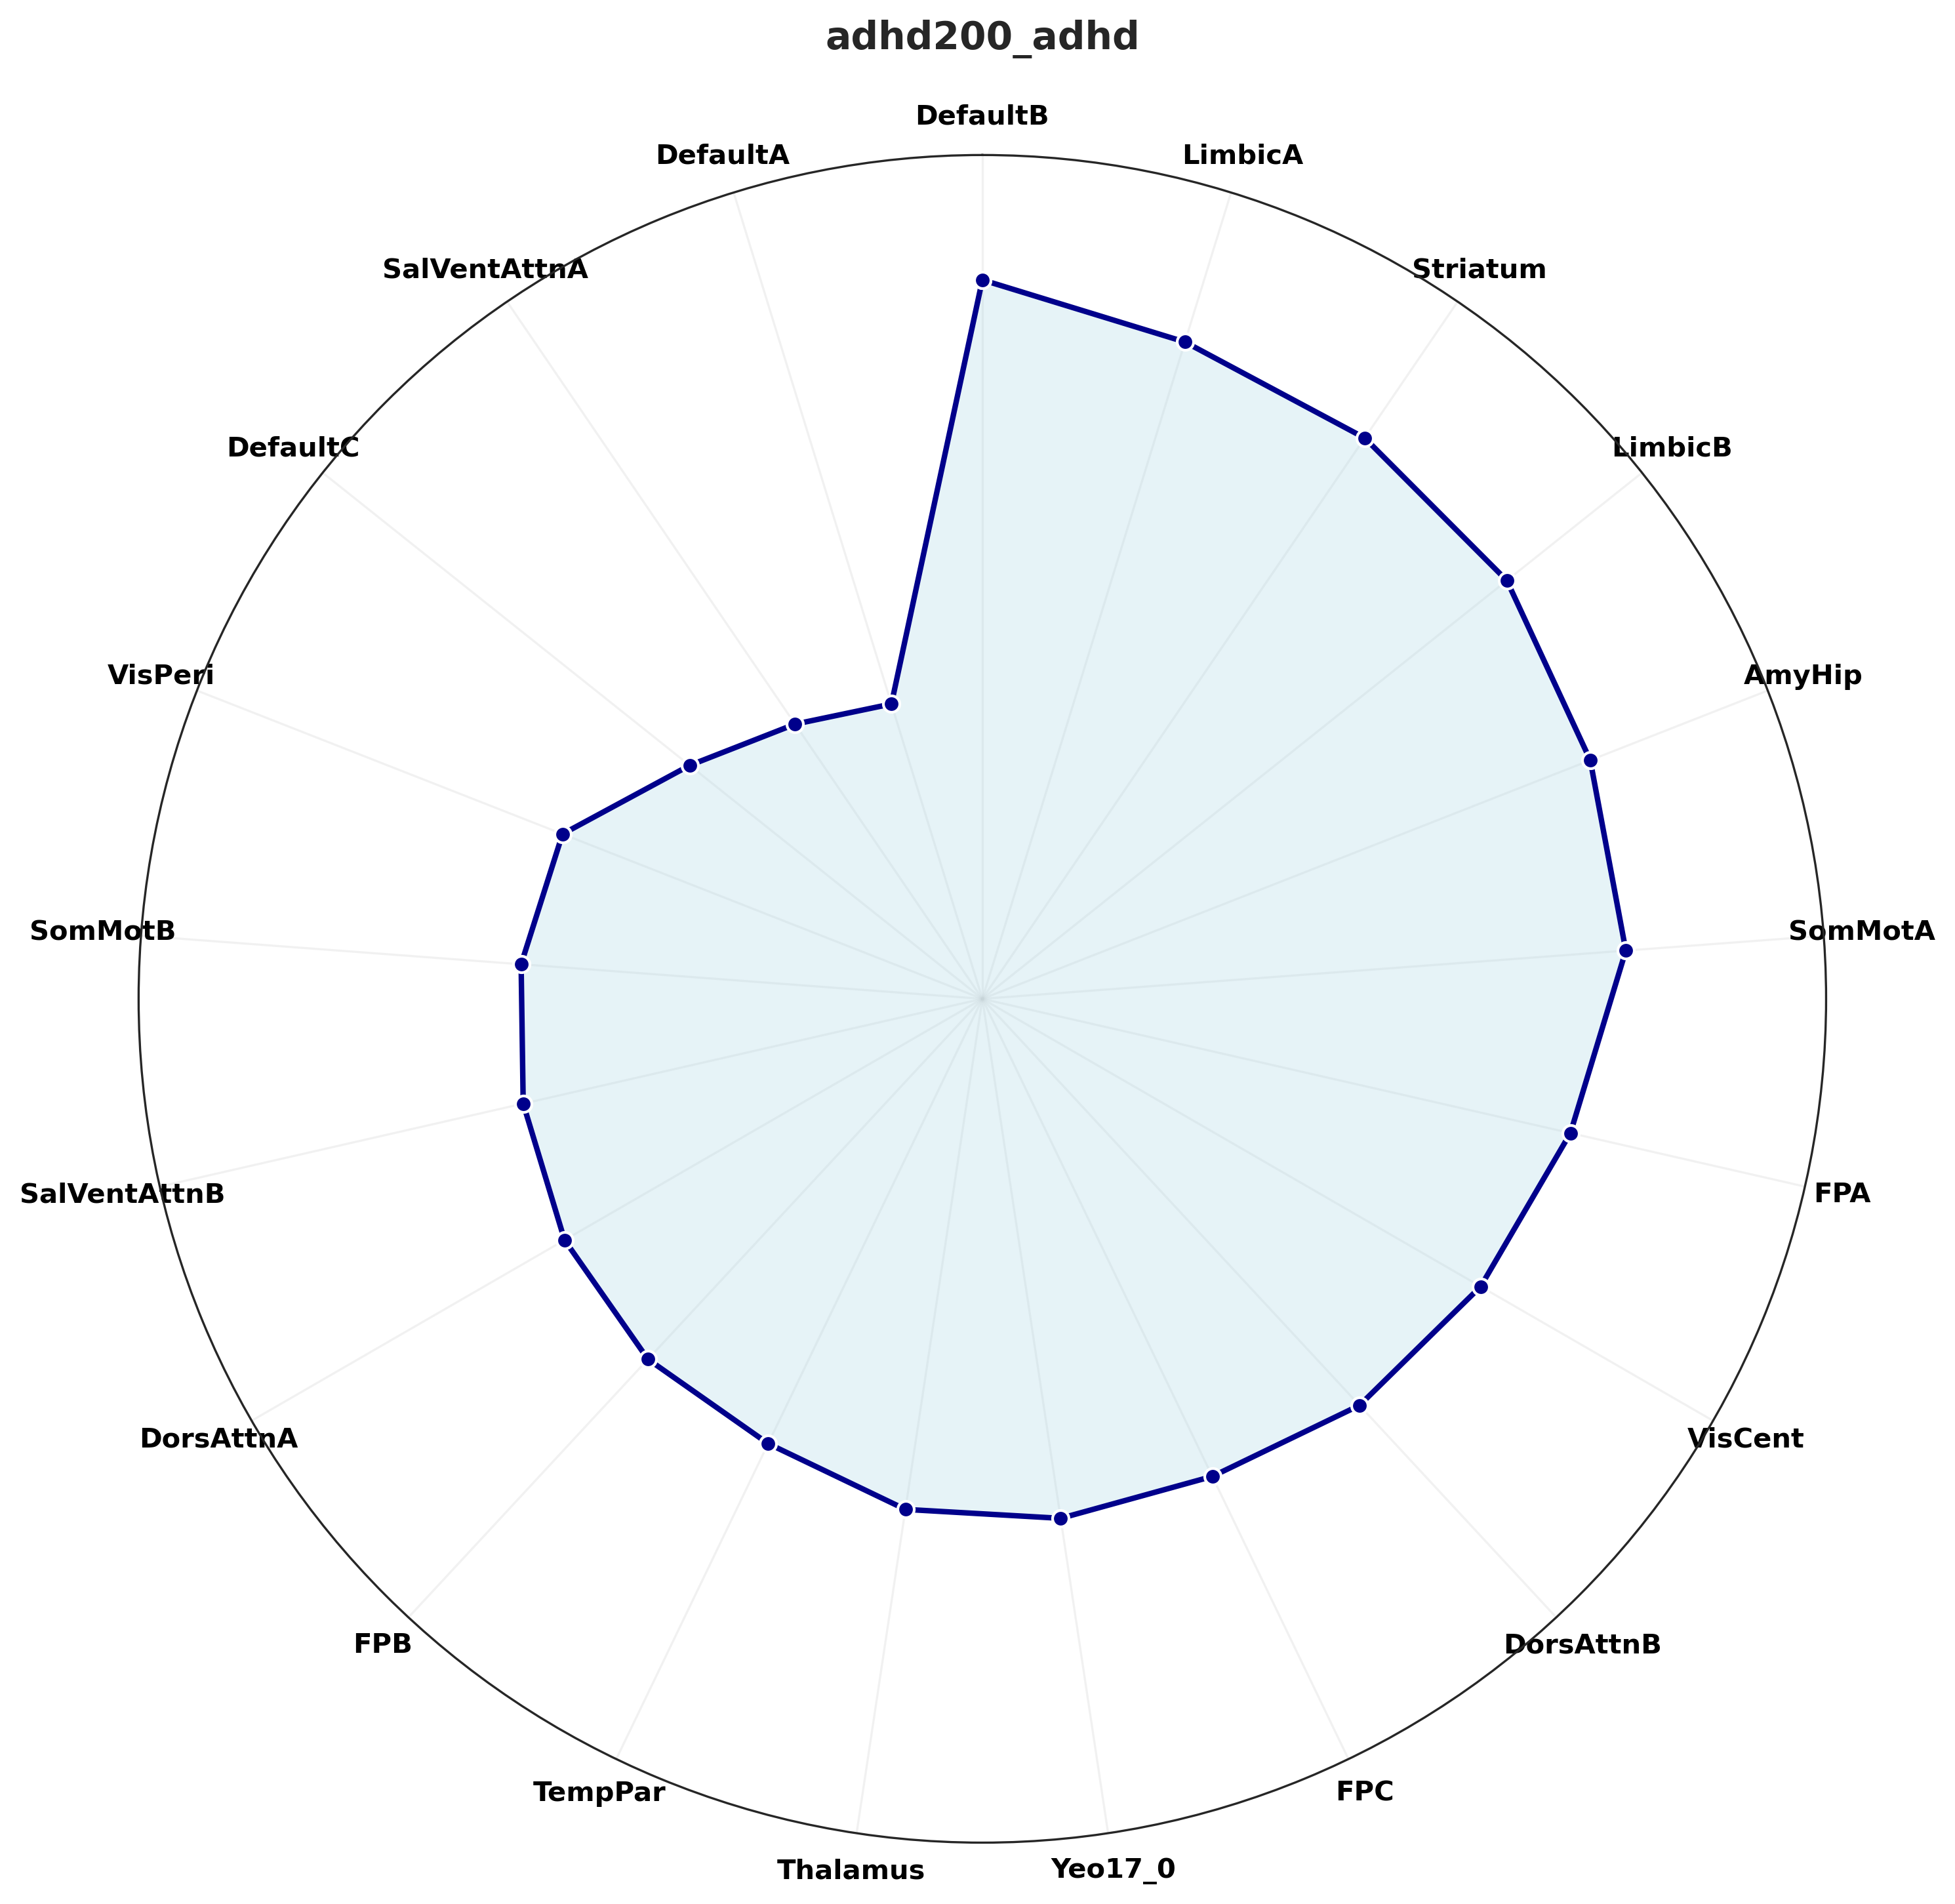 adhd200_adhd
DefaultB
DefaultA
LimbicA
SalVentAttnA
Striatum
DefaultC
LimbicB
VisPeri
AmyHip
SomMotB
SomMotA
SalVentAttnB
FPA
DorsAttnA
VisCent
FPB
DorsAttnB
TempPar
FPC
Thalamus
Yeo17_0